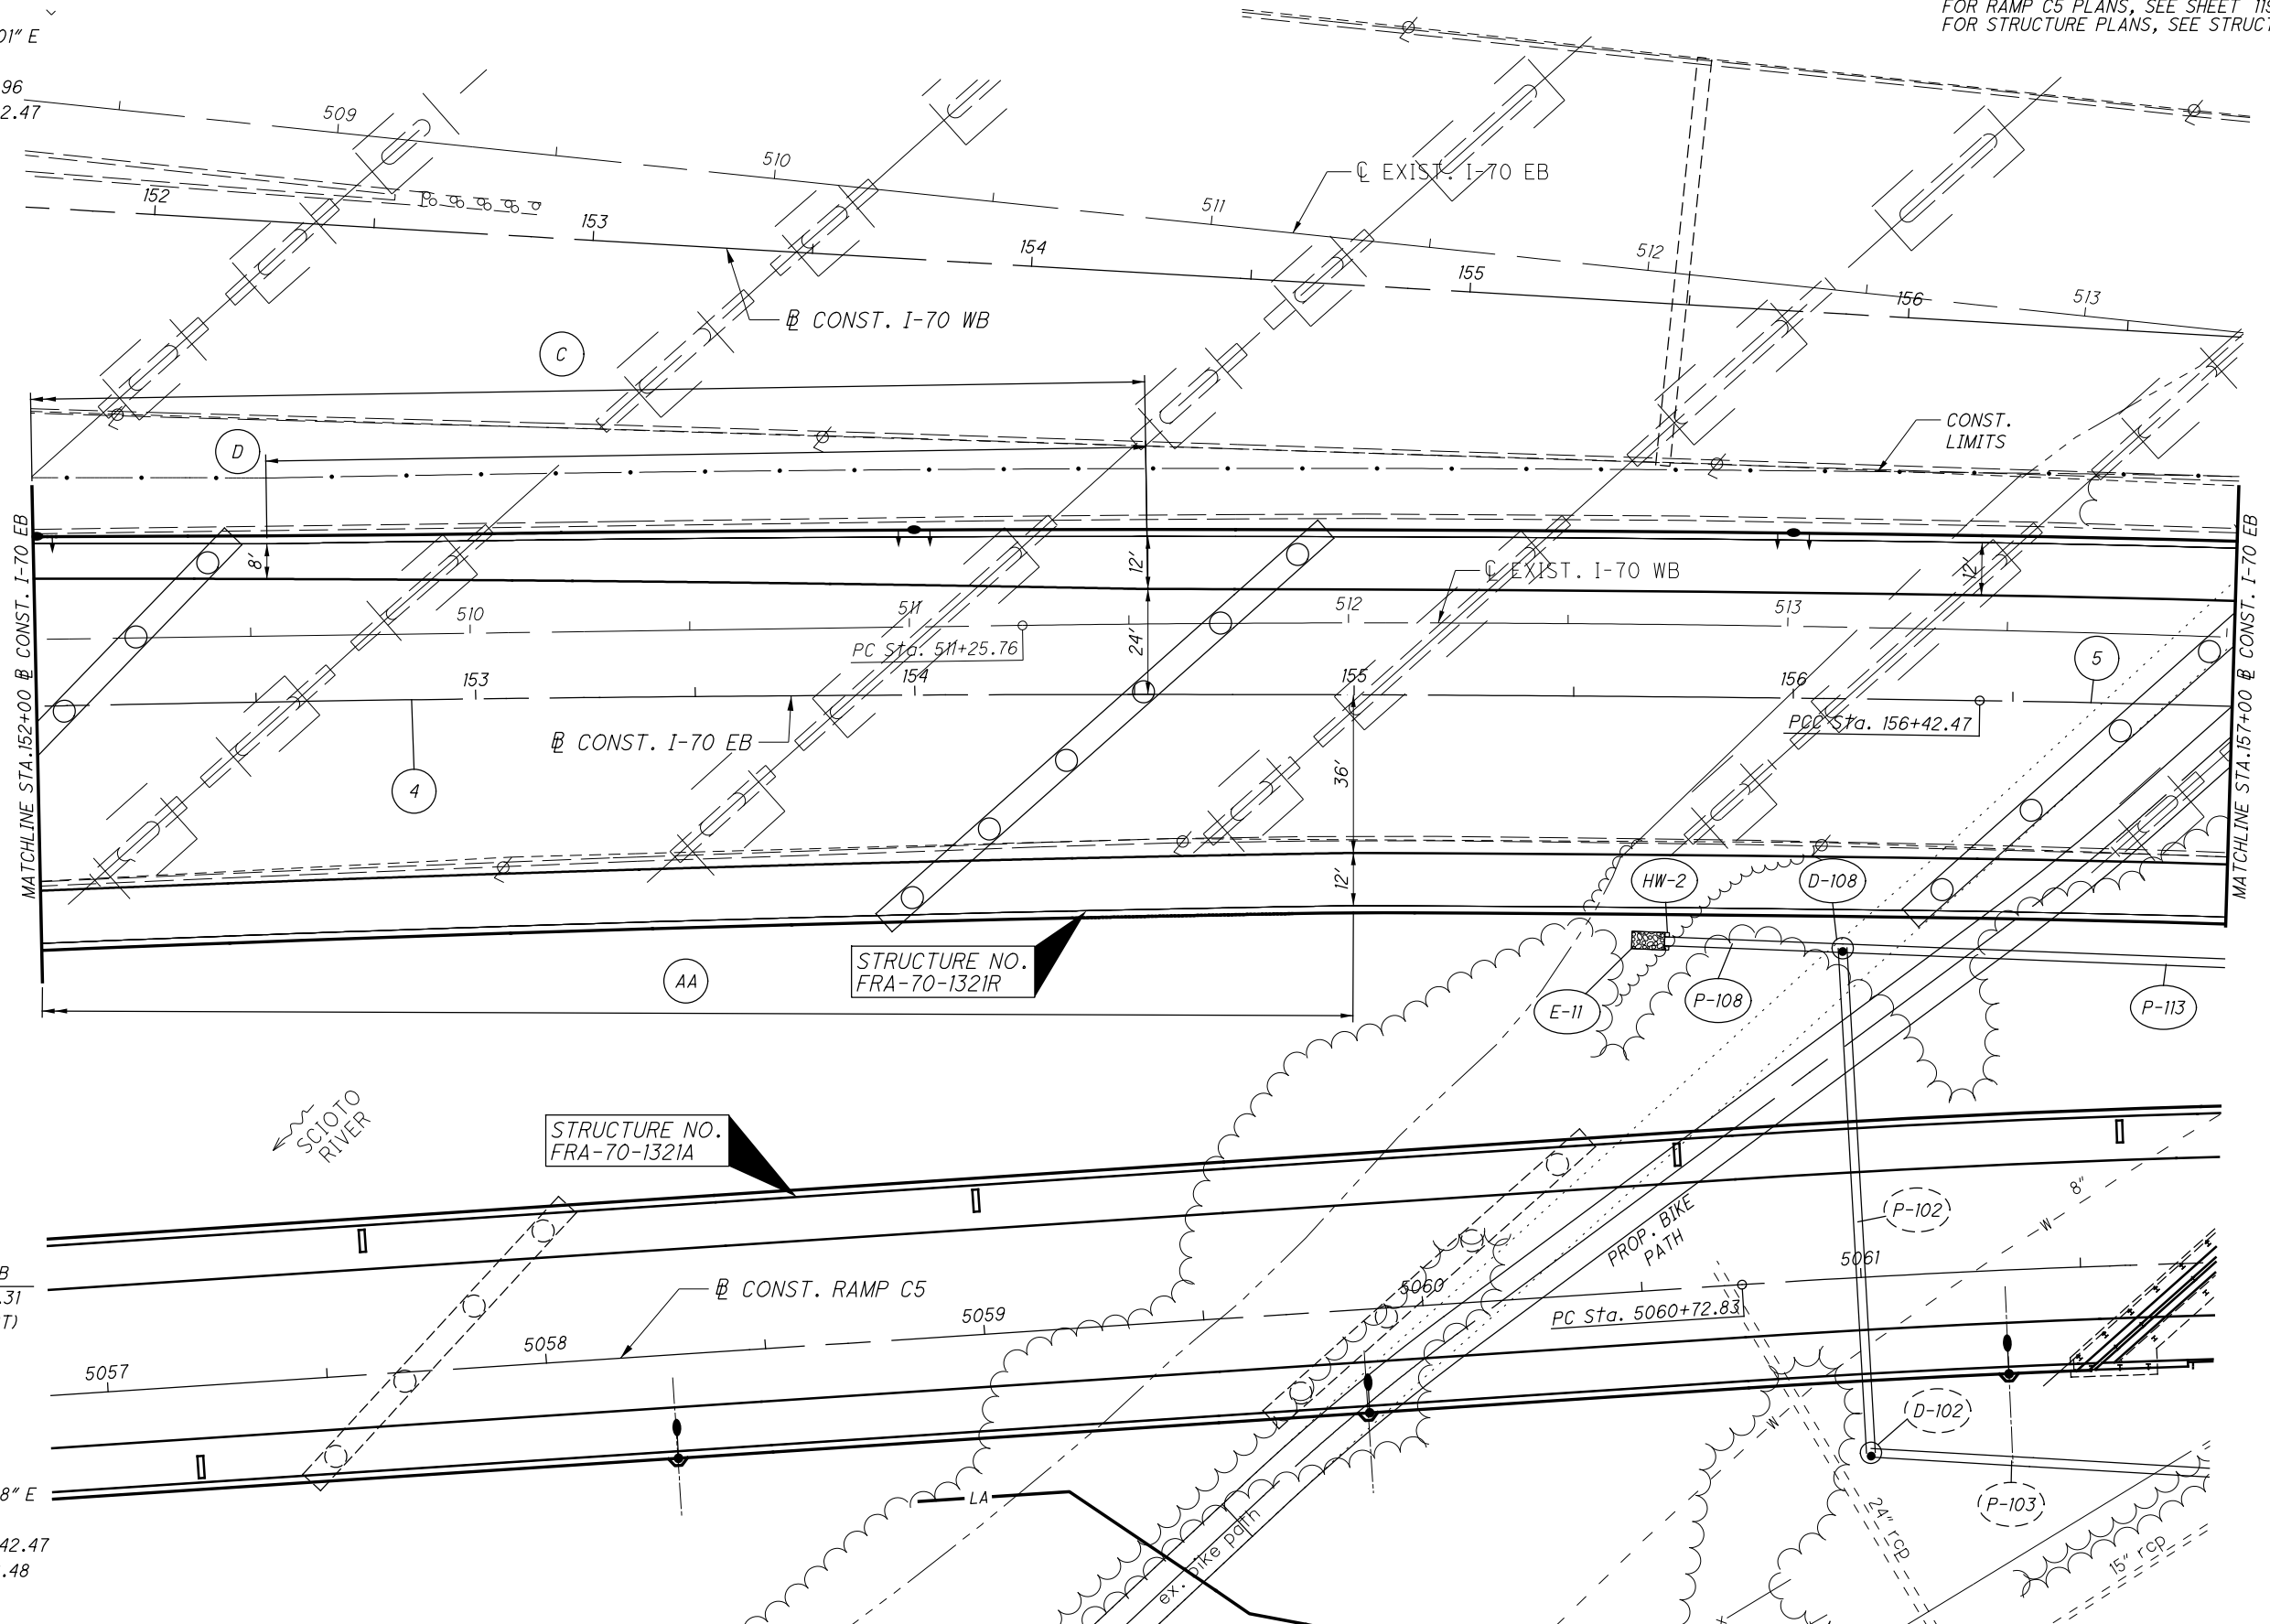 FOR RAMP C5 PLANS, SEE SHEET 119
FOR STRUCTURE PLANS, SEE STRUCT
01" E
96
2.47
509
510
511
512
513
℄ EXIST. I-70 EB
152
153
154
155
156
⅊ CONST. I-70 WB
C
D
CONST.
LIMITS
MATCHLINE STA.152+00 ⅊ CONST. I-70 EB
MATCHLINE STA.157+00 ⅊ CONST. I-70 EB
8'
12'
12'
24'
℄ EXIST. I-70 WB
510
511
512
513
PC Sta. 511+25.76
153
154
155
156
5
PCC Sta. 156+42.47
⅊ CONST. I-70 EB
4
36'
12'
HW-2
D-108
STRUCTURE NO.
FRA-70-1321R
AA
E-11
P-108
P-113
SCIOTO
RIVER
STRUCTURE NO.
FRA-70-1321A
PROP. BIKE
PATH
P-102
8"
W
B
.31
T)
⅊ CONST. RAMP C5
5057
5058
5059
5060
5061
PC Sta. 5060+72.83
W
D-102
8" E
LA
P-103
24" rcp
42.47
.48
ex. bike path
15" rcp